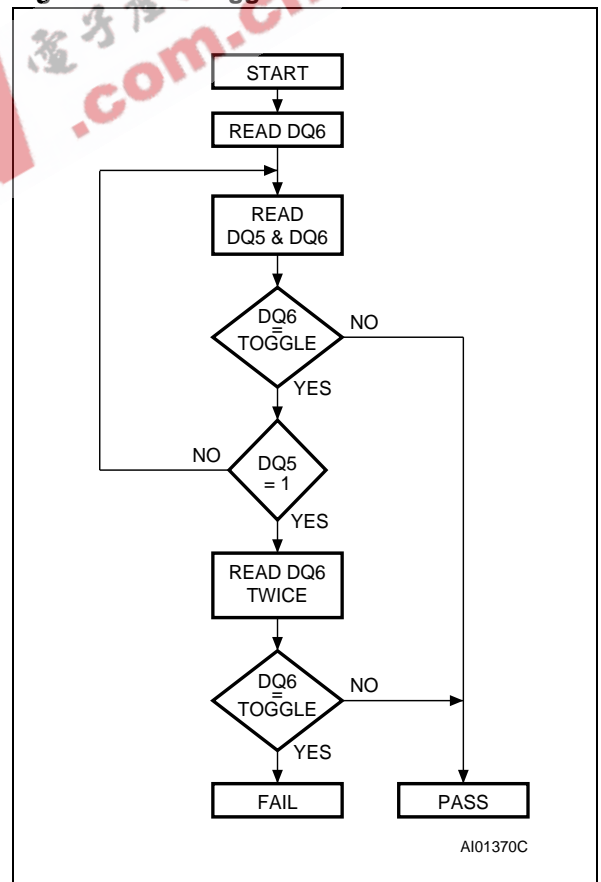 START
READ DQ6
READ
DQ5 & DQ6
DQ6
=
TOGGLE
NO
YES
NO
DQ5
= 1
YES
READ DQ6
TWICE
DQ6
=
TOGGLE
NO
YES
FAIL
PASS
AI01370C
.com.cn